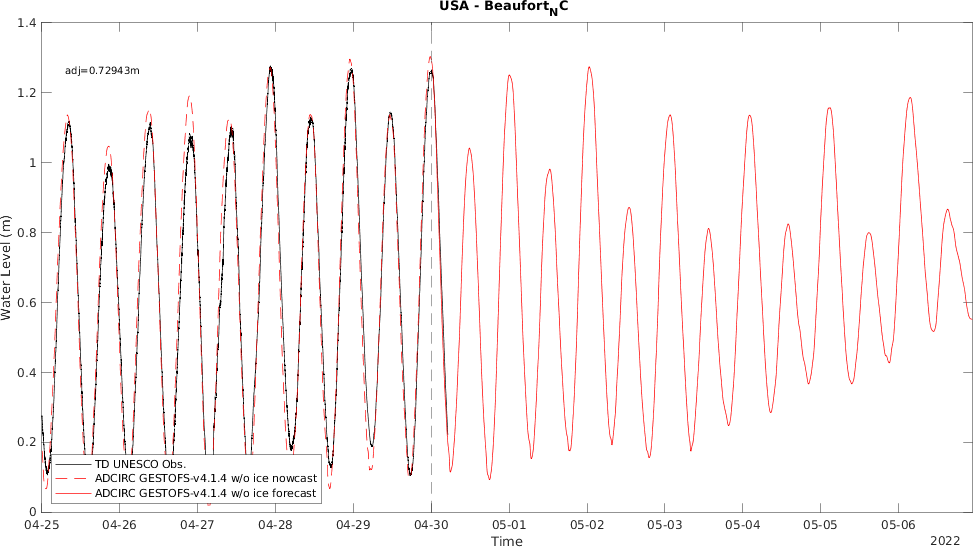 USA - Beaufort_NC
1.4
adj=0.72943m
1.2
1
0.8
0.6
0.4
0.2
0
Water Level (m)
TD UNESCO Obs.
ADCIRC GESTOFS-v4.1.4 w/o ice nowcast
ADCIRC GESTOFS-v4.1.4 w/o ice forecast
04-25 04-26 04-27 04-28 04-29 04-30 05-01 05-02 05-03 05-04 05-05 05-06
Time
2022